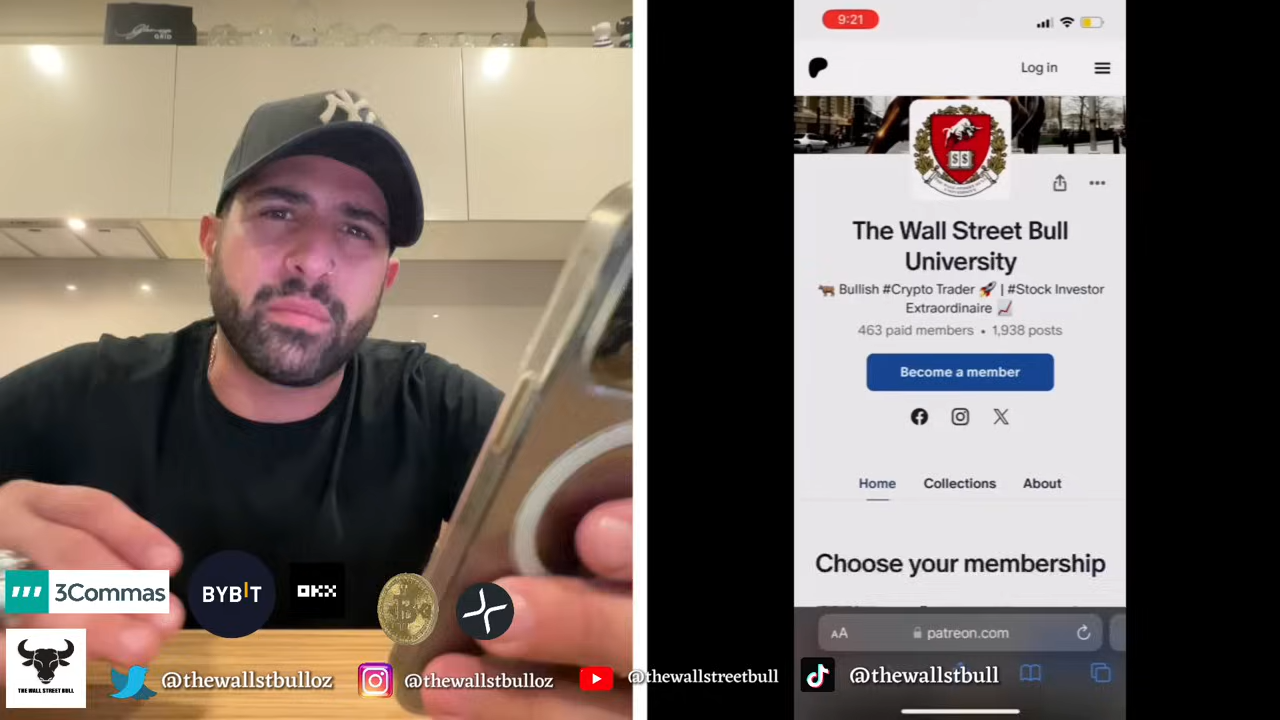 NY
9:21
Log in
$$
The Wall Street Bull
University
🐂 Bullish #Crypto Trader 🚀 | #Stock Investor
Extraordinaire 📈
463 paid members • 1,938 posts
Become a member
Home Collections About
Choose your membership
AA patreon.com
3Commas
BYBIT
OKX
B
THE WALL STREET BULL
@thewallstbulloz
@thewallstbulloz
@thewallstreetbull
@thewallstbull